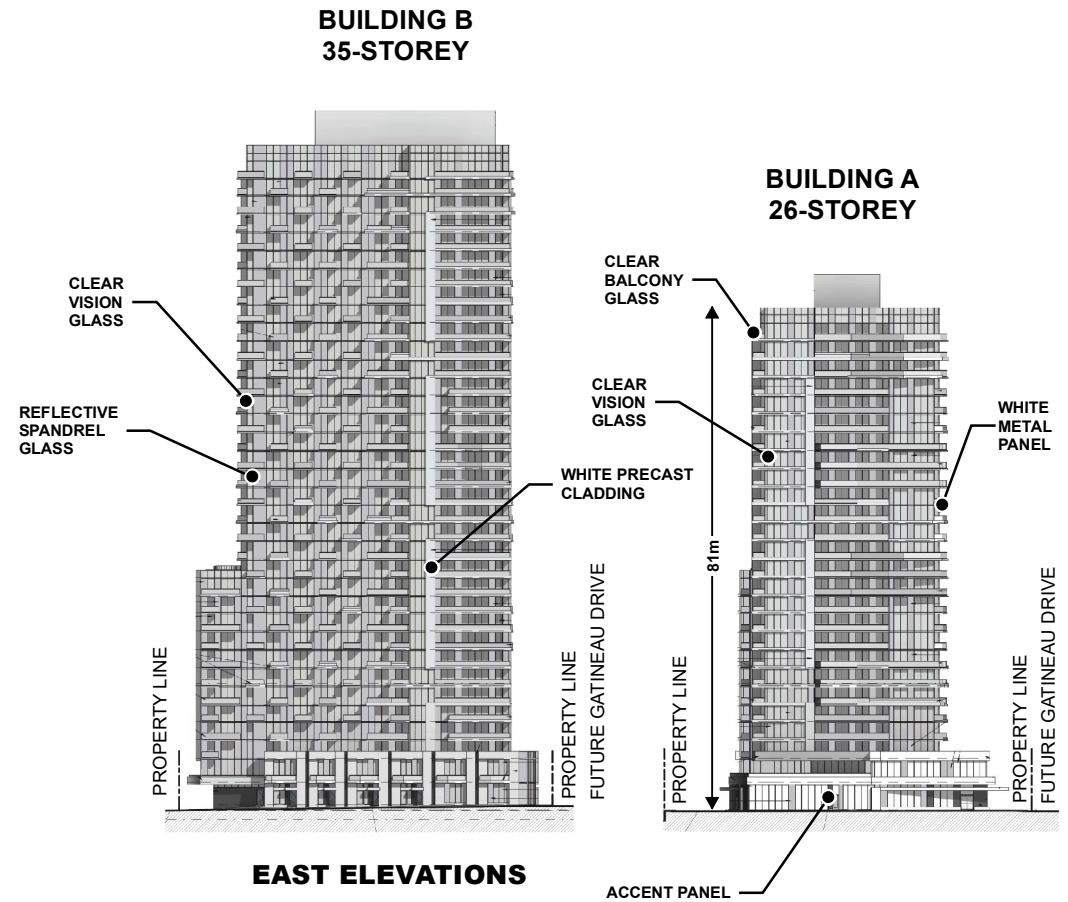 BUILDING B
35-STOREY
BUILDING A
26-STOREY
CLEAR
VISION
GLASS
REFLECTIVE
SPANDREL
GLASS
WHITE PRECAST
CLADDING
CLEAR
BALCONY
GLASS
CLEAR
VISION
GLASS
WHITE
METAL
PANEL
81m
PROPERTY LINE
PROPERTY LINE
FUTURE GATINEAU DRIVE
PROPERTY LINE
PROPERTY LINE
FUTURE GATINEAU DRIVE
EAST ELEVATIONS
ACCENT PANEL